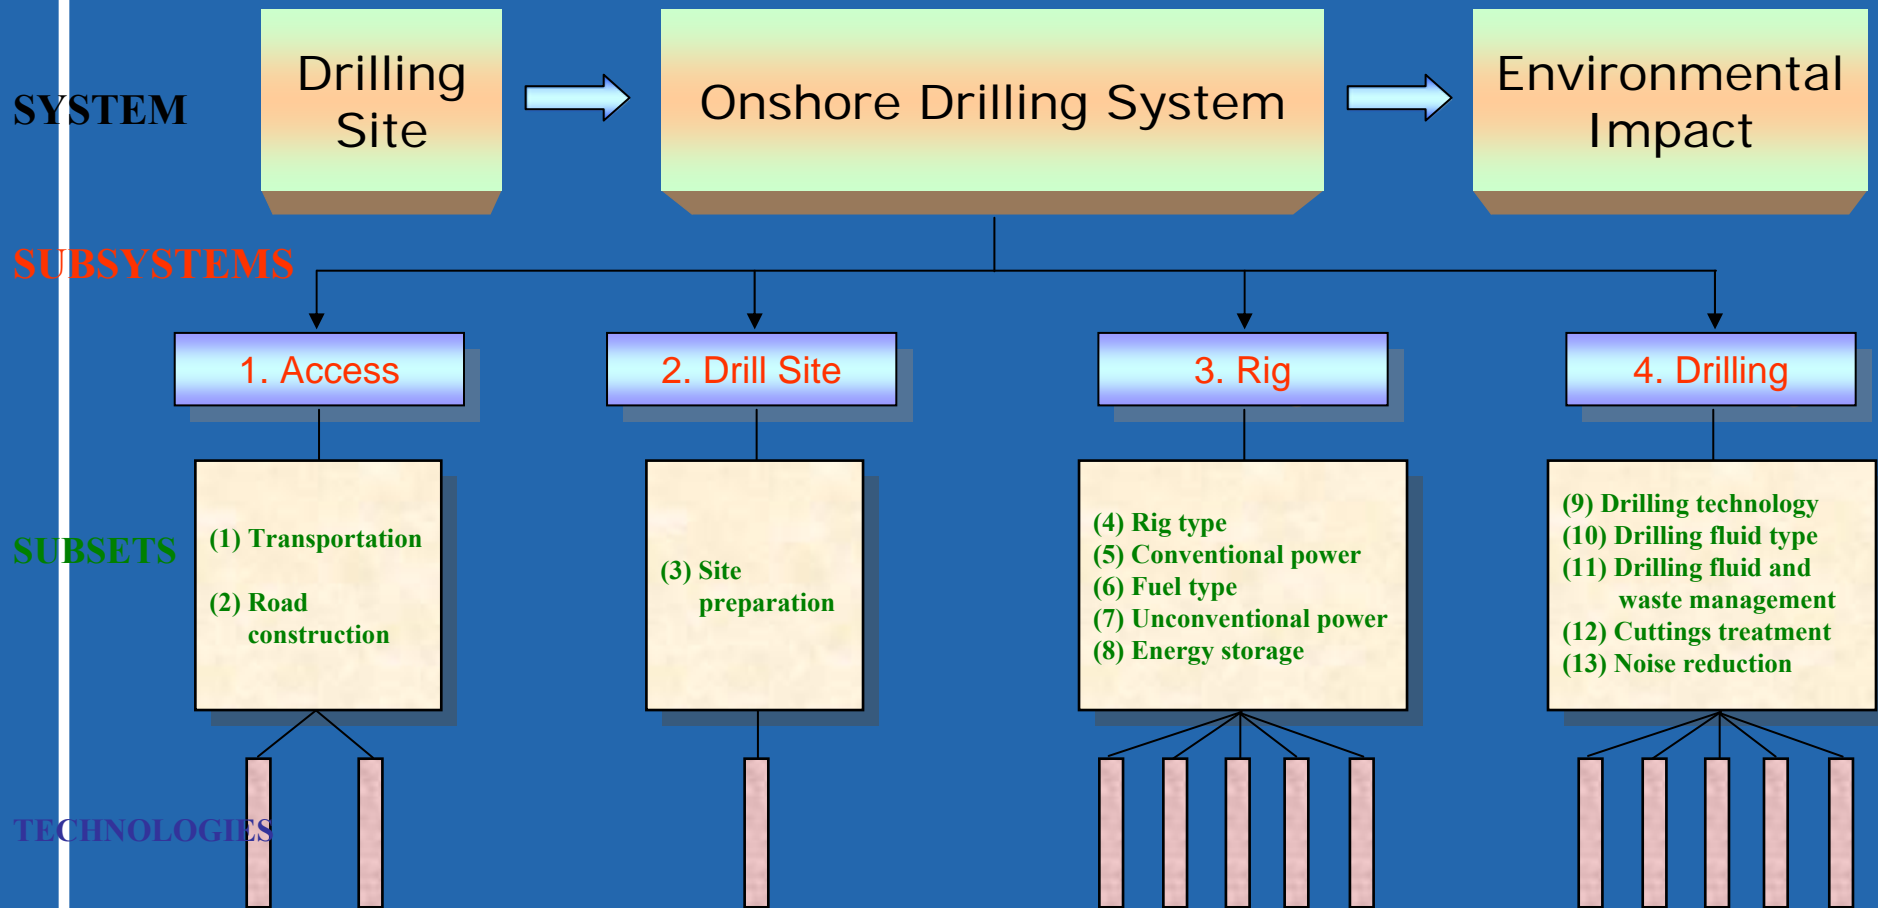 SYSTEM
Drilling
Site
Onshore Drilling System
Environmental
Impact
SUBSYSTEMS
1. Access
2. Drill Site
3. Rig
4. Drilling
SUBSETS
(1) Transportation
(2) Road
construction
(3) Site
preparation
(4) Rig type
(5) Conventional power
(6) Fuel type
(7) Unconventional power
(8) Energy storage
(9) Drilling technology
(10) Drilling fluid type
(11) Drilling fluid and
waste management
(12) Cuttings treatment
(13) Noise reduction
TECHNOLOGIES